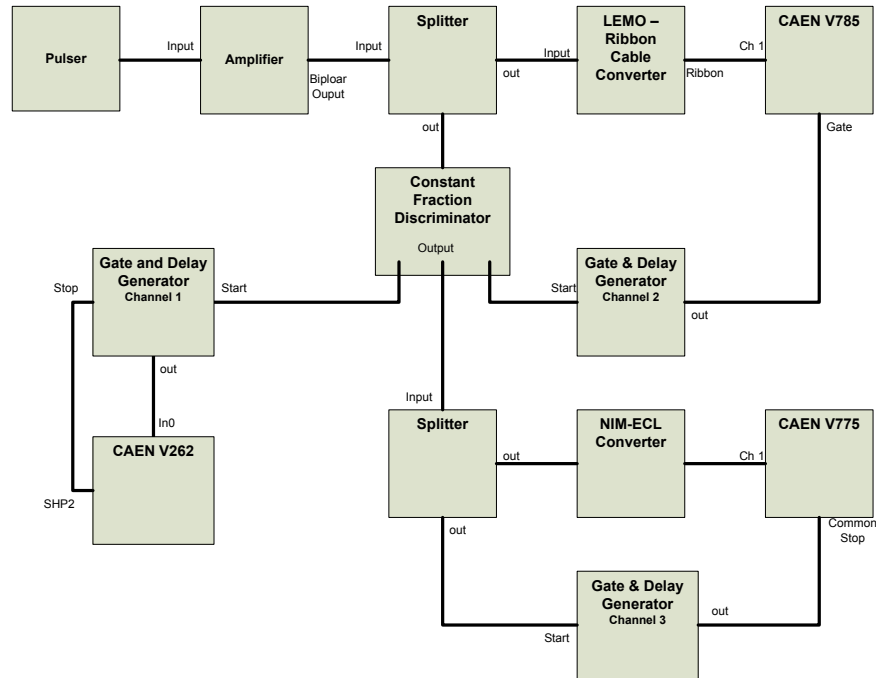 Pulser
Input
Amplifier
Biploar
Ouput
Input
Splitter
out
out
Input
LEMO –
Ribbon
Cable
Converter
Ribbon
Ch 1
CAEN V785
Gate
Constant
Fraction
Discriminator
Output
Gate and Delay
Generator
Channel 1
Stop
Start
out
In0
CAEN V262
SHP2
Gate & Delay
Generator
Channel 2
Start
out
Input
Splitter
out
out
NIM-ECL
Converter
Ch 1
CAEN V775
Common
Stop
Gate & Delay
Generator
Channel 3
Start
out